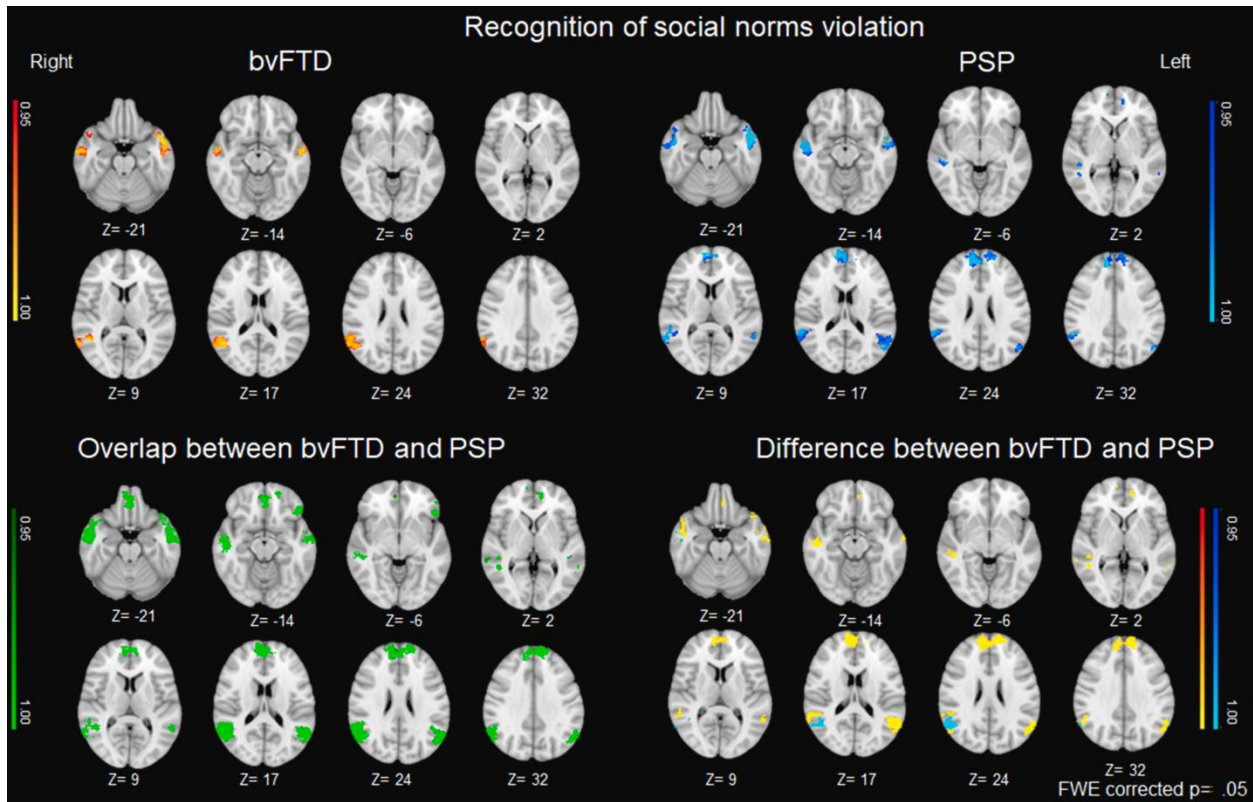 Recognition of social norms violation
Right
bvFTD
PSP
Left
0.95
1.00
Z= -21
Z= -14
Z= -6
Z= 2
Z= 9
Z= 17
Z= 24
Z= 32
0.95
1.00
Z= -21
Z= -14
Z= -6
Z= 2
Z= 9
Z= 17
Z= 24
Z= 32
Overlap between bvFTD and PSP
Difference between bvFTD and PSP
0.95
1.00
Z= -21
Z= -14
Z= -6
Z= 2
Z= 9
Z= 17
Z= 24
Z= 32
0.95
1.00
Z= -21
Z= -14
Z= -6
Z= 2
Z= 9
Z= 17
Z= 24
Z= 32
FWE corrected p= .05